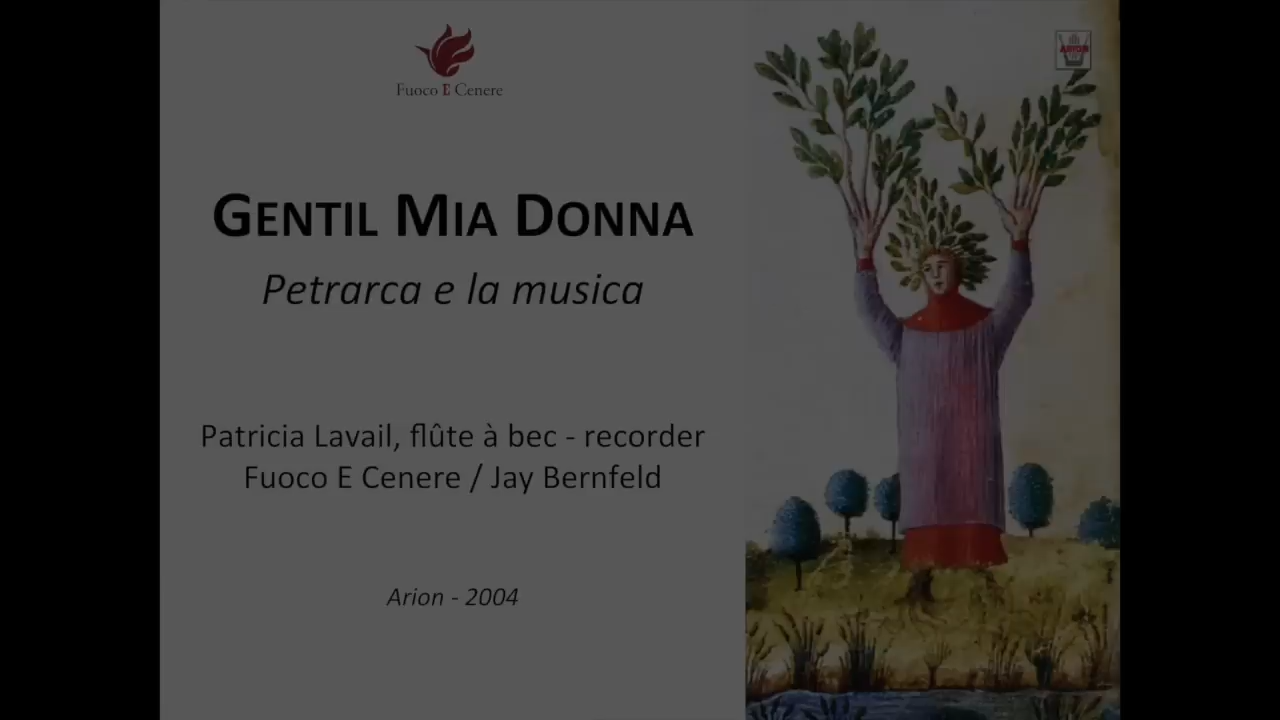 Fuoco E Cenere
ARION
GENTIL MIA DONNA
Petrarca e la musica
Patricia Lavail, flûte à bec - recorder
Fuoco E Cenere / Jay Bernfeld
Arion - 2004